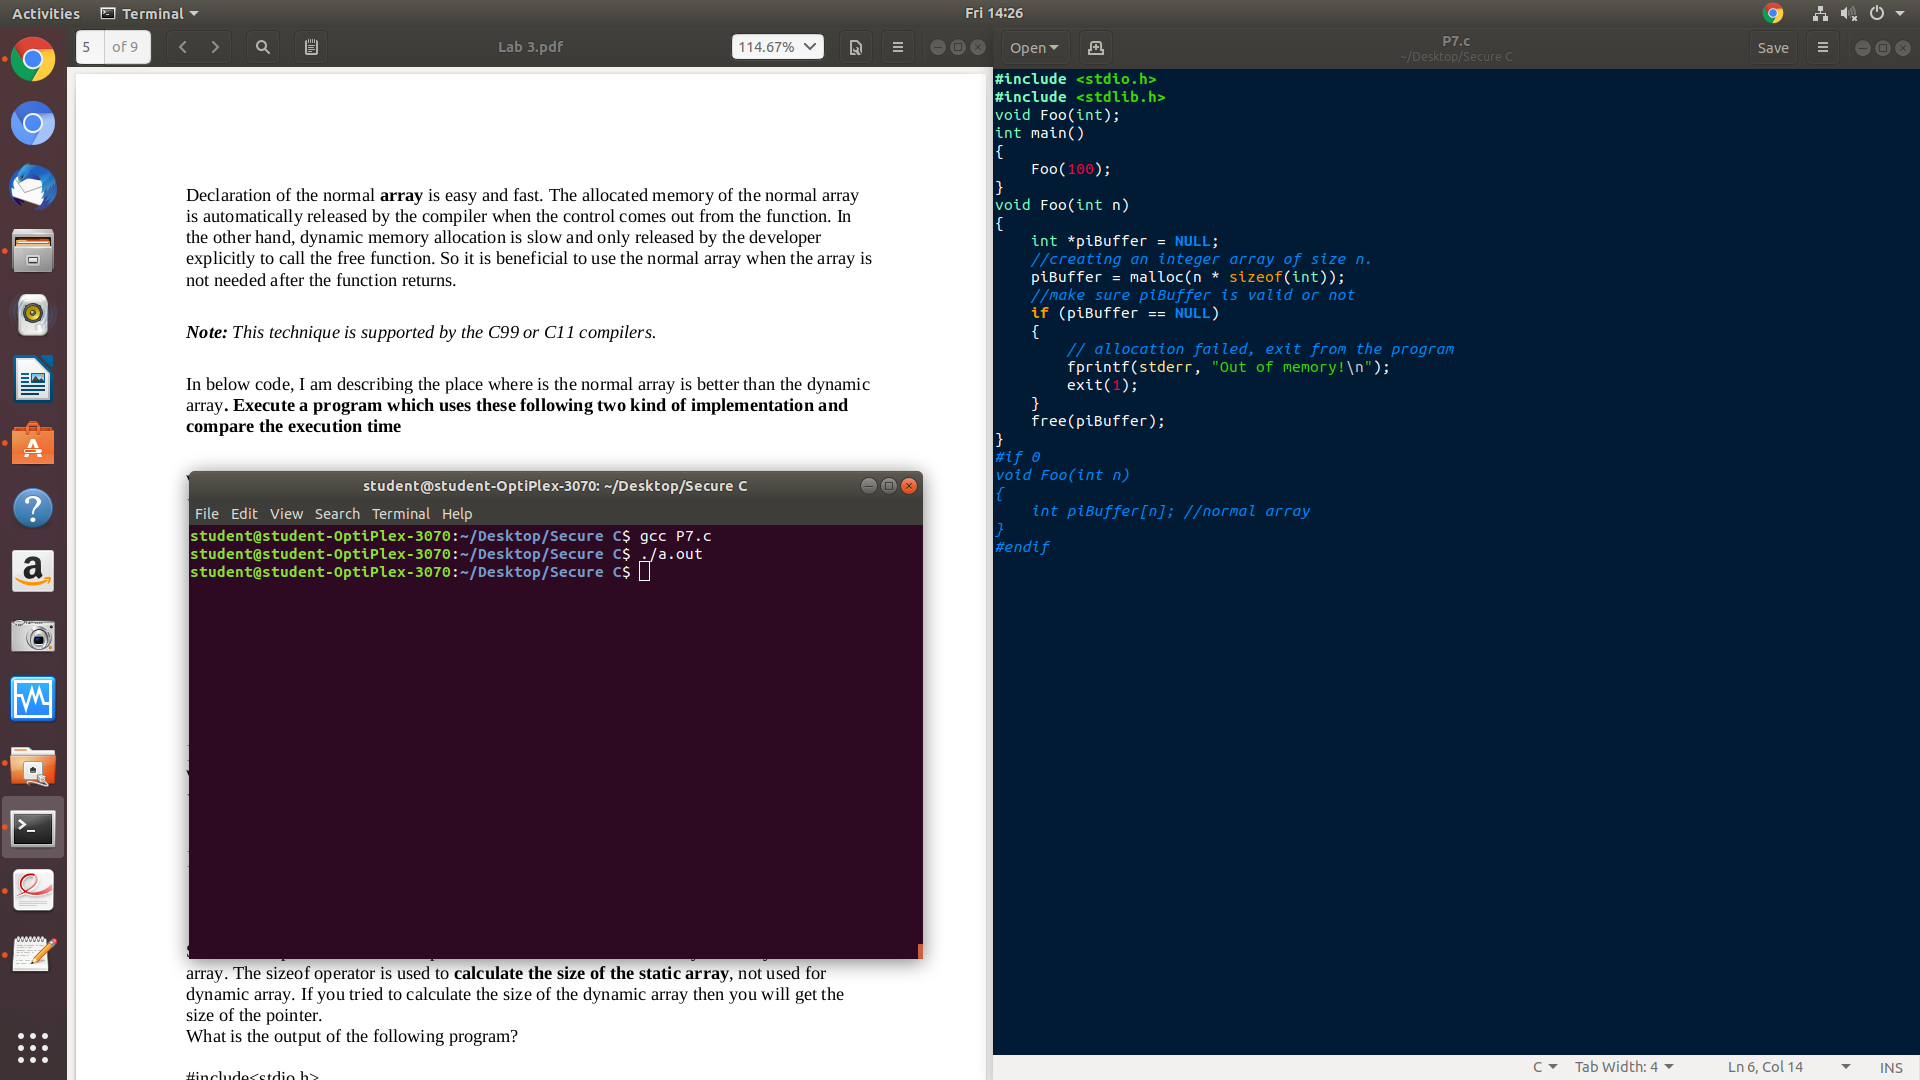 Activities Terminal Fri 14:26
5 of 9 Lab 3.pdf 114.67%
Declaration of the normal array is easy and fast. The allocated memory of the normal array
is automatically released by the compiler when the control comes out from the function. In
the other hand, dynamic memory allocation is slow and only released by the developer
explicitly to call the free function. So it is beneficial to use the normal array when the array is
not needed after the function returns.
Note: This technique is supported by the C99 or C11 compilers.
In below code, I am describing the place where is the normal array is better than the dynamic
array. Execute a program which uses these following two kind of implementation and
compare the execution time
student@student-OptiPlex-3070: ~/Desktop/Secure C
File Edit View Search Terminal Help
student@student-OptiPlex-3070:~/Desktop/Secure C$ gcc P7.c
student@student-OptiPlex-3070:~/Desktop/Secure C$ ./a.out
student@student-OptiPlex-3070:~/Desktop/Secure C$
array. The sizeof operator is used to calculate the size of the static array, not used for
dynamic array. If you tried to calculate the size of the dynamic array then you will get the
size of the pointer.
What is the output of the following program?
#include<stdio.h>
Open P7.c Save
~/Desktop/Secure C
#include <stdio.h>
#include <stdlib.h>
void Foo(int);
int main()
{
    Foo(100);
}
void Foo(int n)
{
    int *piBuffer = NULL;
    //creating an integer array of size n.
    piBuffer = malloc(n * sizeof(int));
    //make sure piBuffer is valid or not
    if (piBuffer == NULL)
    {
        // allocation failed, exit from the program
        fprintf(stderr, "Out of memory!\n");
        exit(1);
    }
    free(piBuffer);
}
#if 0
void Foo(int n)
{
    int piBuffer[n]; //normal array
}
#endif
C Tab Width: 4 Ln 6, Col 14 INS